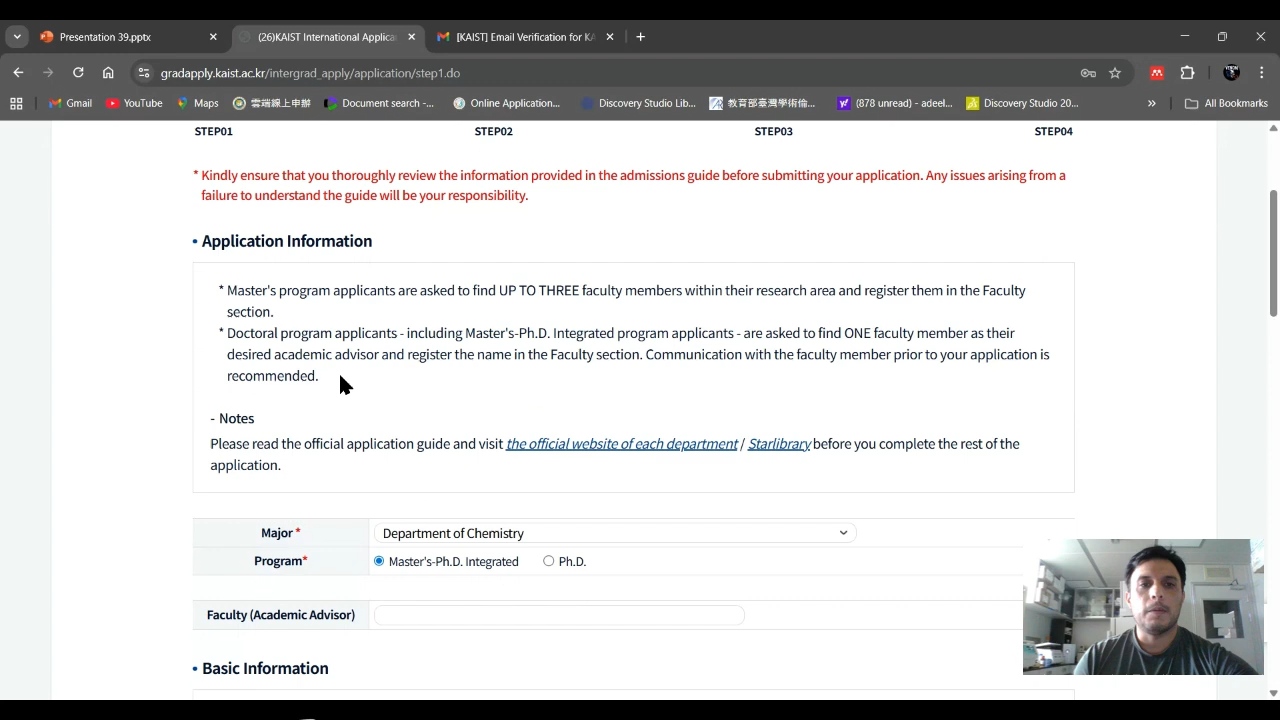 Presentation 39.pptx
(26)KAIST International Applica
[KAIST] Email Verification for KA
gradapply.kaist.ac.kr/intergrad_apply/application/step1.do
Gmail
YouTube
Maps
雲端線上申辦
Document search -...
Online Application...
Discovery Studio Lib...
教育部臺灣學術倫...
(878 unread) - adeel...
Discovery Studio 20...
»
All Bookmarks
STEP01 STEP02 STEP03 STEP04
* Kindly ensure that you thoroughly review the information provided in the admissions guide before submitting your application. Any issues arising from a
failure to understand the guide will be your responsibility.
• Application Information
* Master's program applicants are asked to find UP TO THREE faculty members within their research area and register them in the Faculty
section.
* Doctoral program applicants - including Master's-Ph.D. Integrated program applicants - are asked to find ONE faculty member as their
desired academic advisor and register the name in the Faculty section. Communication with the faculty member prior to your application is
recommended.
- Notes
Please read the official application guide and visit the official website of each department / Starlibrary before you complete the rest of the
application.
Major * Department of Chemistry
Program* Master's-Ph.D. Integrated Ph.D.
Faculty (Academic Advisor)
• Basic Information